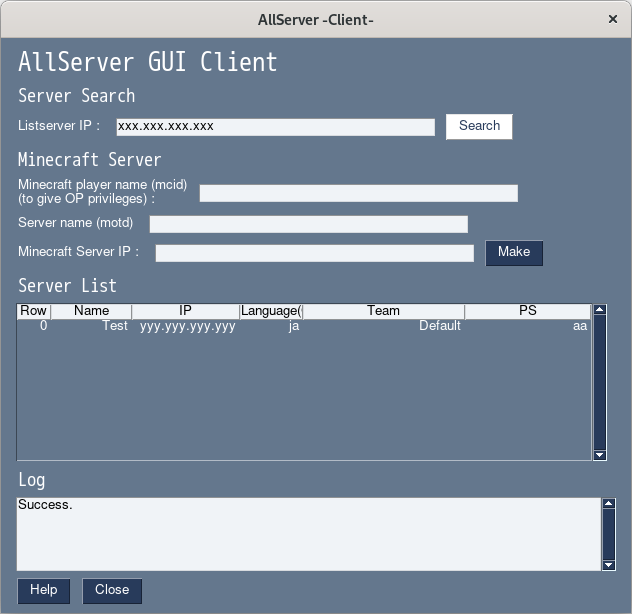 AllServer -Client-
AllServer GUI Client
Server Search
Listserver IP : xxx.xxx.xxx.xxx Search
Minecraft Server
Minecraft player name (mcid)
(to give OP privileges) :
Server name (motd)
Minecraft Server IP : Make
Server List
Row Name IP Language( Team PS
0 Test yyy.yyy.yyy.yyy ja Default aa
Log
Success.
Help Close